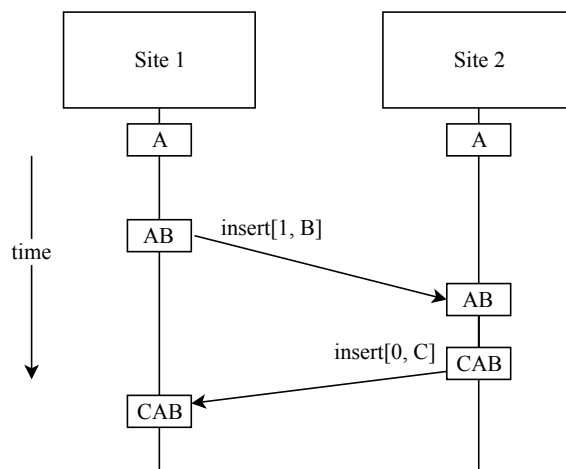 Site 1
Site 2
A
A
AB
insert[1, B]
time
AB
insert[0, C]
CAB
CAB